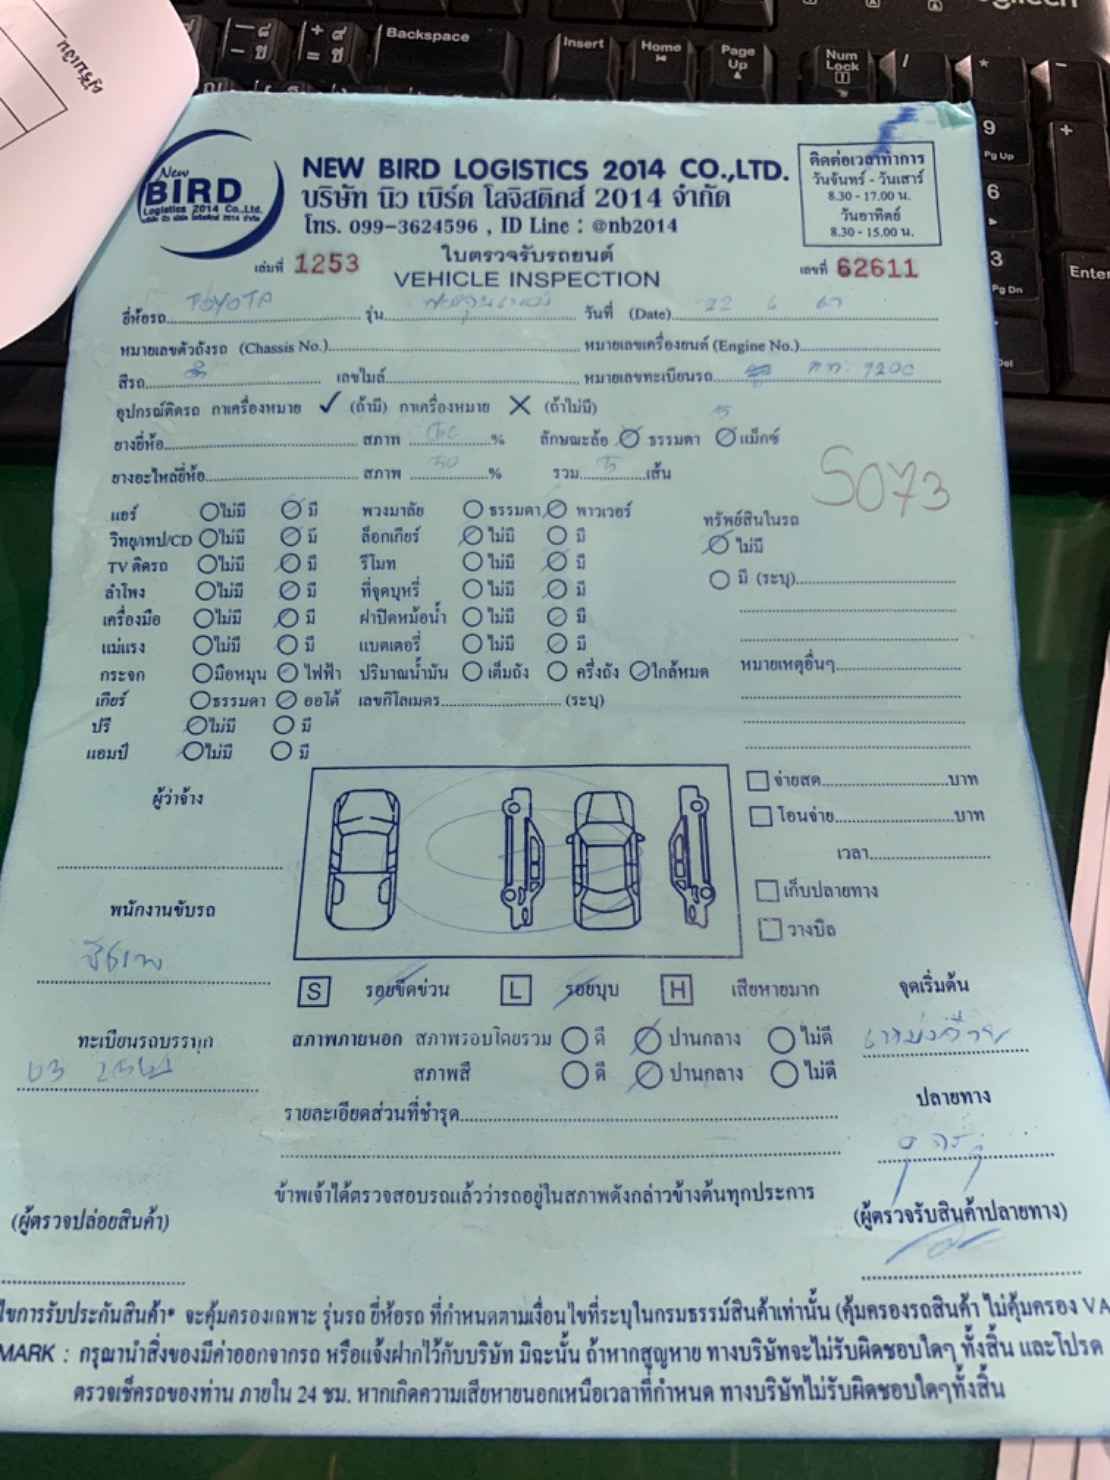 ผู้รับเงิน
Backspace
Insert
Home
Page Up
Num Lock
/
*
-
9
Pg Up
+
6
3
Pg Dn
Enter
New
BIRD
Logistics 2014 Co.,Ltd.
NEW BIRD LOGISTICS 2014 CO.,LTD.
บริษัท นิว เบิร์ด โลจิสติกส์ 2014 จำกัด
โทร. 099-3624596 , ID Line : @nb2014
ติดต่อเวลาทำการ
วันจันทร์ - วันเสาร์
8.30 - 17.00 น.
วันอาทิตย์
8.30 - 15.00 น.
ใบตรวจรับรถยนต์
เล่มที่ 1253 VEHICLE INSPECTION เลขที่ 62611
ยี่ห้อรถ TOYOTA รุ่น วันที่ (Date) 22 6 67
หมายเลขตัวถังรถ (Chassis No.) หมายเลขเครื่องยนต์ (Engine No.)
สีรถ เลขไมล์ หมายเลขทะเบียนรถ
อุปกรณ์ติดรถ กาเครื่องหมาย ✓ (ถ้ามี) กาเครื่องหมาย ✕ (ถ้าไม่มี)
ยางยี่ห้อ สภาพ % ลักษณะล้อ ธรรมดา แม็กซ์
ยางอะไหล่ยี่ห้อ สภาพ 50 % รวม 5 เส้น
5073
แอร์ ไม่มี มี พวงมาลัย ธรรมดา พาวเวอร์
วิทยุ/เทป/CD ไม่มี มี ล็อกเกียร์ ไม่มี มี
TV ติดรถ ไม่มี มี รีโมท ไม่มี มี
ลำโพง ไม่มี มี ที่จุดบุหรี่ ไม่มี มี
เครื่องมือ ไม่มี มี ฝาปิดหม้อน้ำ ไม่มี มี
แม่แรง ไม่มี มี แบตเตอรี่ ไม่มี มี
กระจก มือหมุน ไฟฟ้า ปริมาณน้ำมัน เต็มถัง ครึ่งถัง ใกล้หมด
เกียร์ ธรรมดา ออโต้ เลขกิโลเมตร (ระบุ)
ปรี ไม่มี มี
แอมป์ ไม่มี มี
ทรัพย์สินในรถ
ไม่มี
มี (ระบุ)
หมายเหตุอื่นๆ
ผู้ว่าจ้าง
จ่ายสด บาท
โอนจ่าย บาท
เวลา
เก็บปลายทาง
วางบิล
พนักงานขับรถ
S รอยขีดข่วน L รอยบุบ H เสียหายมาก
จุดเริ่มต้น
ทะเบียนรถบรรทุก
สภาพภายนอก สภาพรอบโดยรวม ดี ปานกลาง ไม่ดี
สภาพสี ดี ปานกลาง ไม่ดี
ปลายทาง
รายละเอียดส่วนที่ชำรุด
ข้าพเจ้าได้ตรวจสอบรถแล้วว่ารถอยู่ในสภาพดังกล่าวข้างต้นทุกประการ
(ผู้ตรวจปล่อยสินค้า) (ผู้ตรวจรับสินค้าปลายทาง)
ไขการรับประกันสินค้า* จะคุ้มครองเฉพาะ รุ่นรถ ยี่ห้อรถ ที่กำหนดตามเงื่อนไขที่ระบุในกรมธรรม์สินค้าเท่านั้น (คุ้มครองรถสินค้า ไม่คุ้มครอง VA
MARK : กรุณานำสิ่งของมีค่าออกจากรถ หรือแจ้งฝากไว้กับบริษัท มิฉะนั้น ถ้าหากสูญหาย ทางบริษัทจะไม่รับผิดชอบใดๆ ทั้งสิ้น และโปรด
ตรวจเช็ครถของท่าน ภายใน 24 ชม. หากเกิดความเสียหายนอกเหนือเวลาที่กำหนด ทางบริษัทไม่รับผิดชอบใดๆทั้งสิ้น